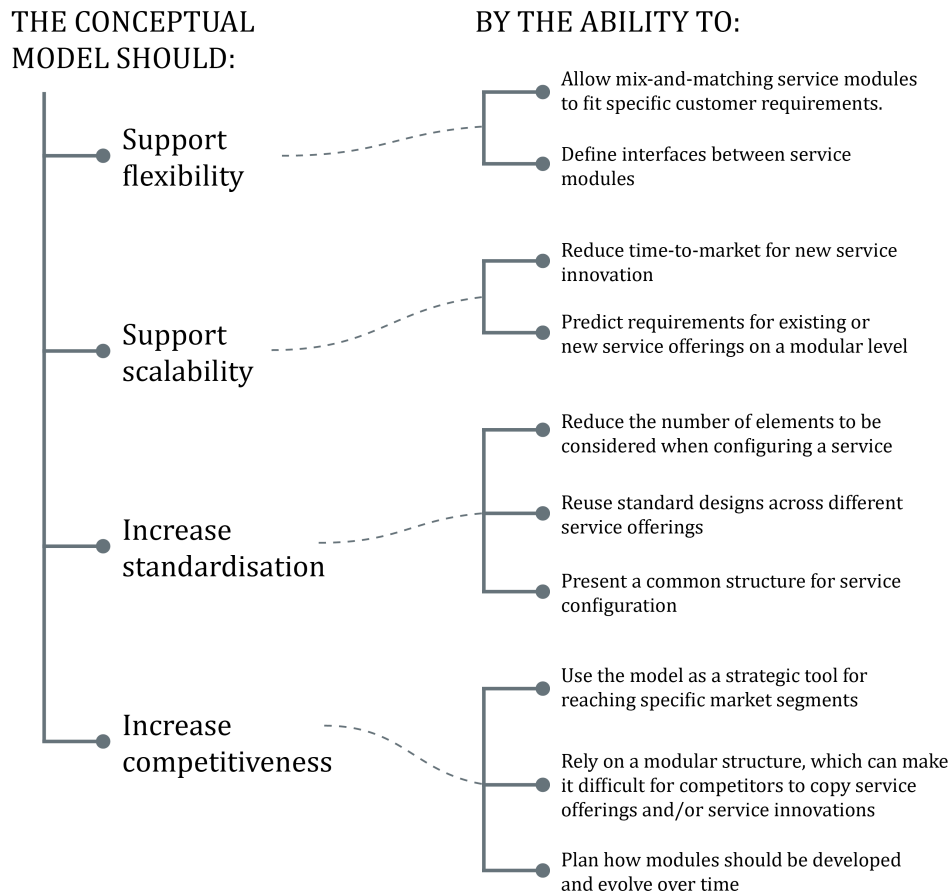 THE CONCEPTUAL
MODEL SHOULD:
BY THE ABILITY TO:
Support
flexibility
Allow mix-and-matching service modules
to fit specific customer requirements.
Define interfaces between service
modules
Support
scalability
Reduce time-to-market for new service
innovation
Predict requirements for existing or
new service offerings on a modular level
Increase
standardisation
Reduce the number of elements to be
considered when configuring a service
Reuse standard designs across different
service offerings
Present a common structure for service
configuration
Increase
competitiveness
Use the model as a strategic tool for
reaching specific market segments
Rely on a modular structure, which can make
it difficult for competitors to copy service
offerings and/or service innovations
Plan how modules should be developed
and evolve over time